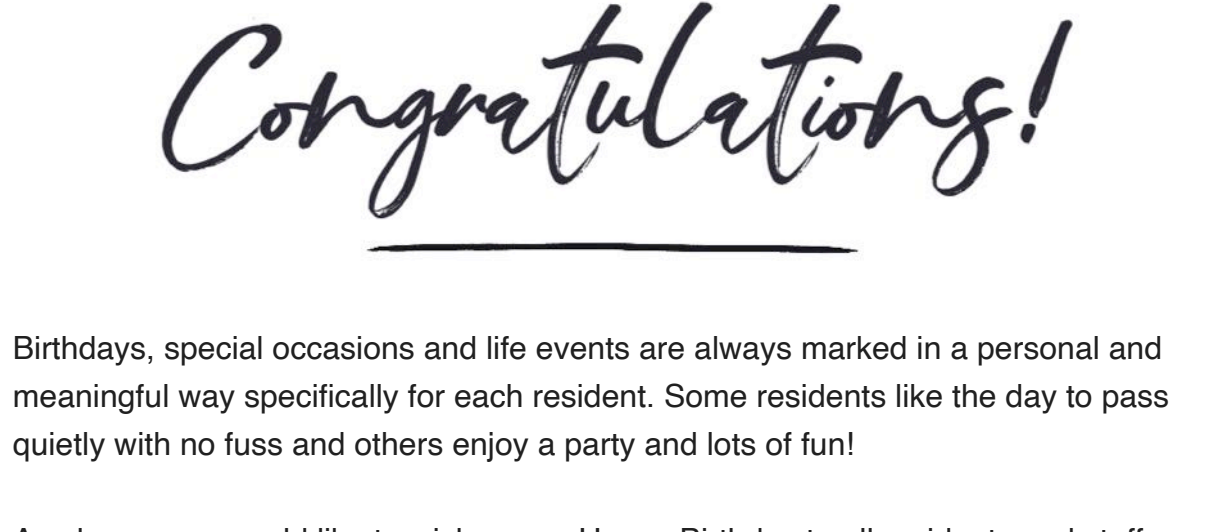 Congratulations!
Birthdays, special occasions and life events are always marked in a personal and
meaningful way specifically for each resident. Some residents like the day to pass
quietly with no fuss and others enjoy a party and lots of fun!